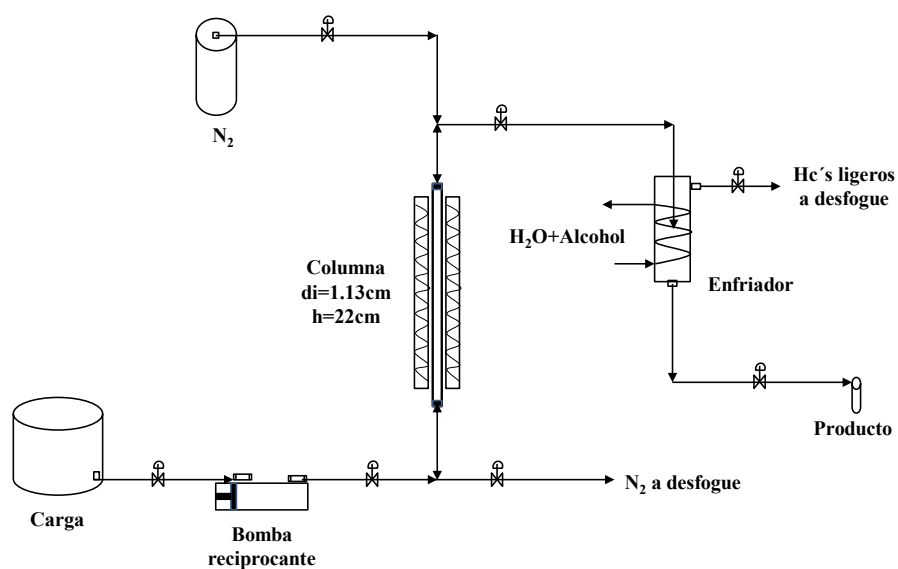 N2
Hc´s ligeros
a desfogue
H2O+Alcohol
Enfriador
Columna
di=1.13cm
h=22cm
Producto
N2 a desfogue
Carga
Bomba
reciprocante